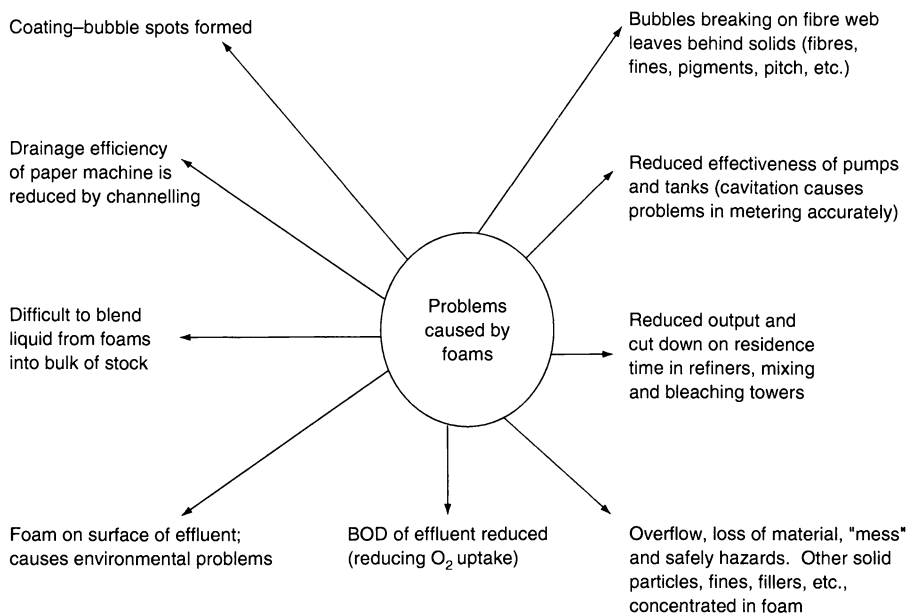 Coating–bubble spots formed
Bubbles breaking on fibre web
leaves behind solids (fibres,
fines, pigments, pitch, etc.)
Drainage efficiency
of paper machine is
reduced by channelling
Reduced effectiveness of pumps
and tanks (cavitation causes
problems in metering accurately)
Problems
caused by
foams
Difficult to blend
liquid from foams
into bulk of stock
Reduced output and
cut down on residence
time in refiners, mixing
and bleaching towers
Foam on surface of effluent;
causes environmental problems
BOD of effluent reduced
(reducing O₂ uptake)
Overflow, loss of material, "mess"
and safely hazards. Other solid
particles, fines, fillers, etc.,
concentrated in foam